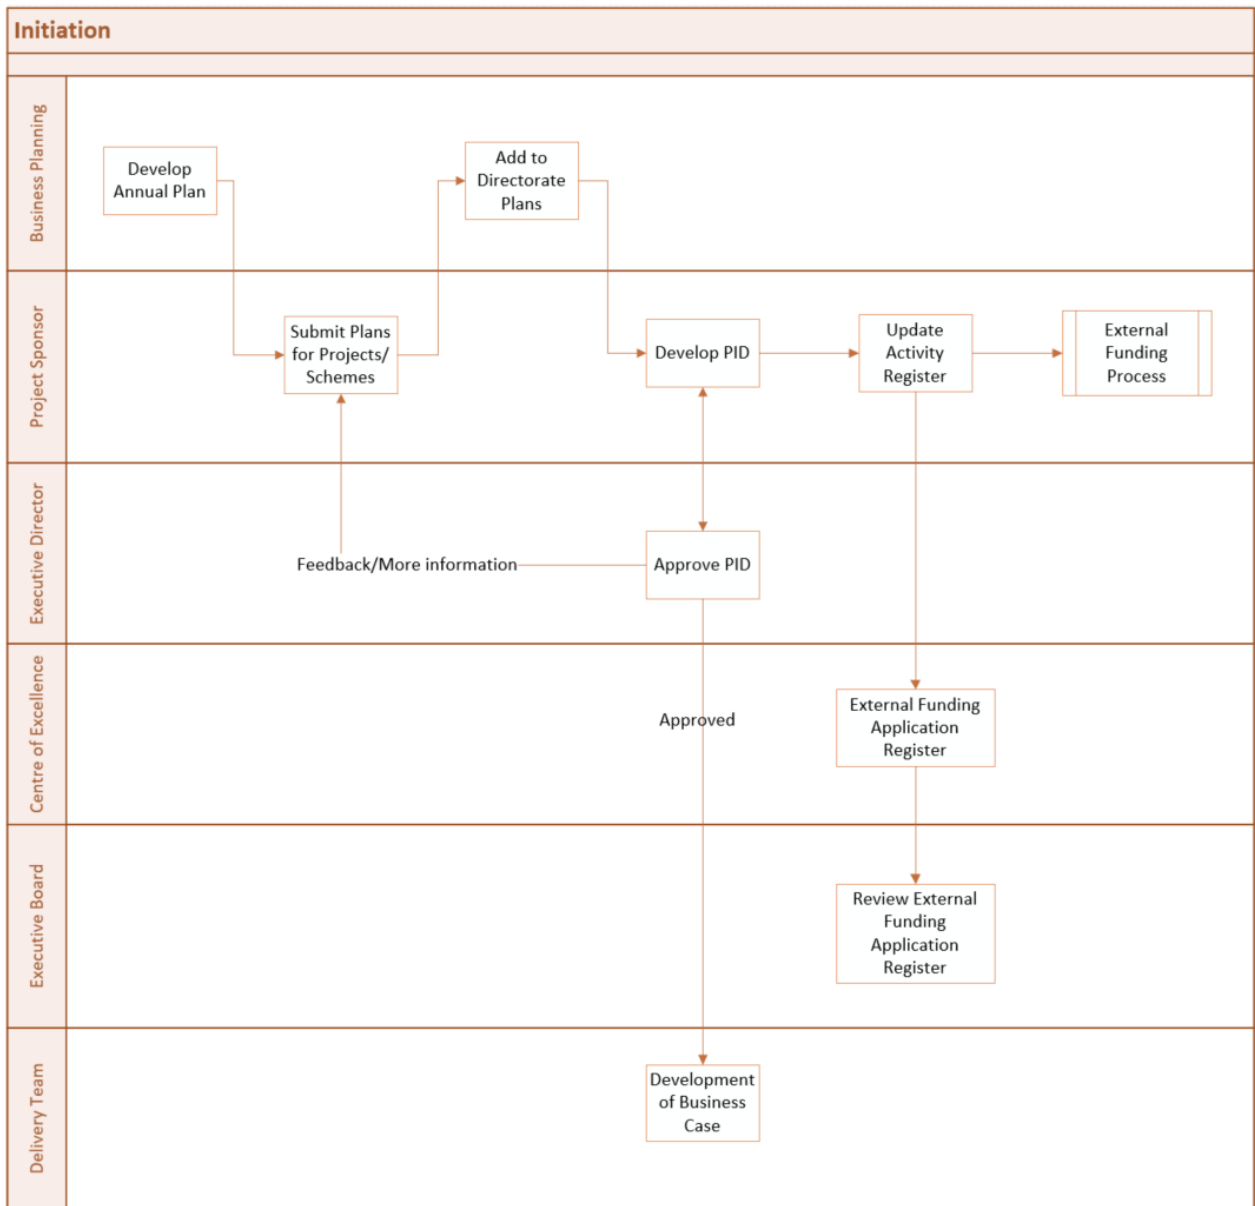 Initiation
Business Planning
Develop
Annual Plan
Add to
Directorate
Plans
Project Sponsor
Submit Plans
for Projects/
Schemes
Develop PID
Update
Activity
Register
External
Funding
Process
Executive Director
Feedback/More information
Approve PID
Centre of Excellence
Approved
External Funding
Application
Register
Executive Board
Review External
Funding
Application
Register
Delivery Team
Development
of Business
Case